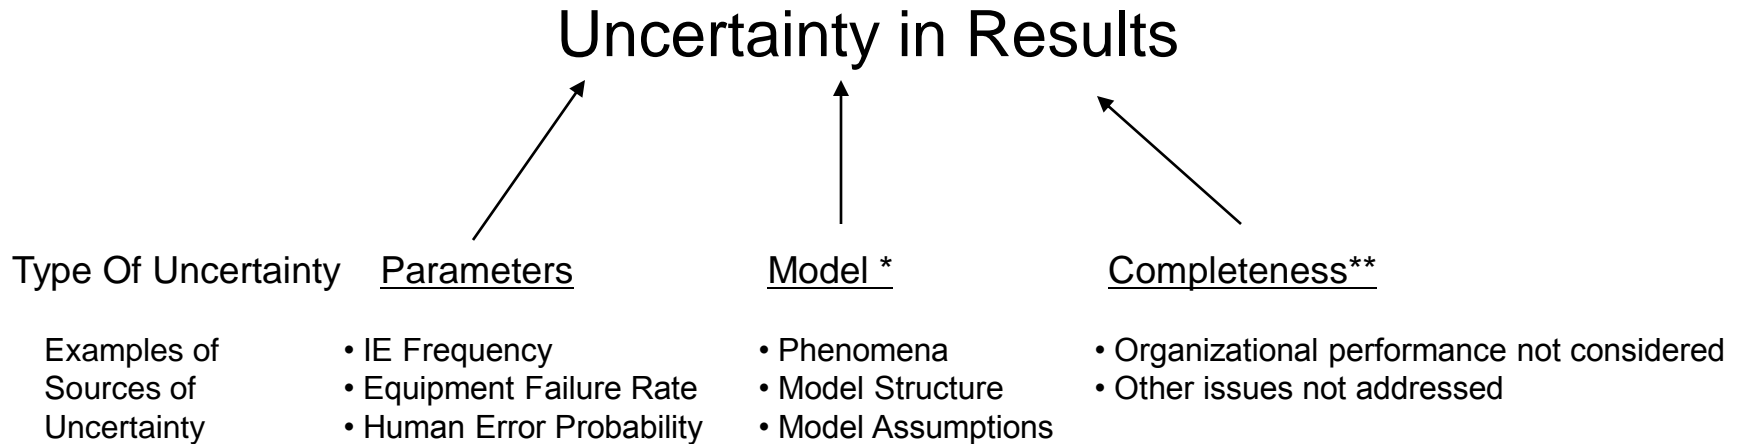 Uncertainty in Results
Type Of Uncertainty Parameters Model * Completeness**
Examples of • IE Frequency • Phenomena • Organizational performance not considered
Sources of • Equipment Failure Rate • Model Structure • Other issues not addressed
Uncertainty • Human Error Probability • Model Assumptions